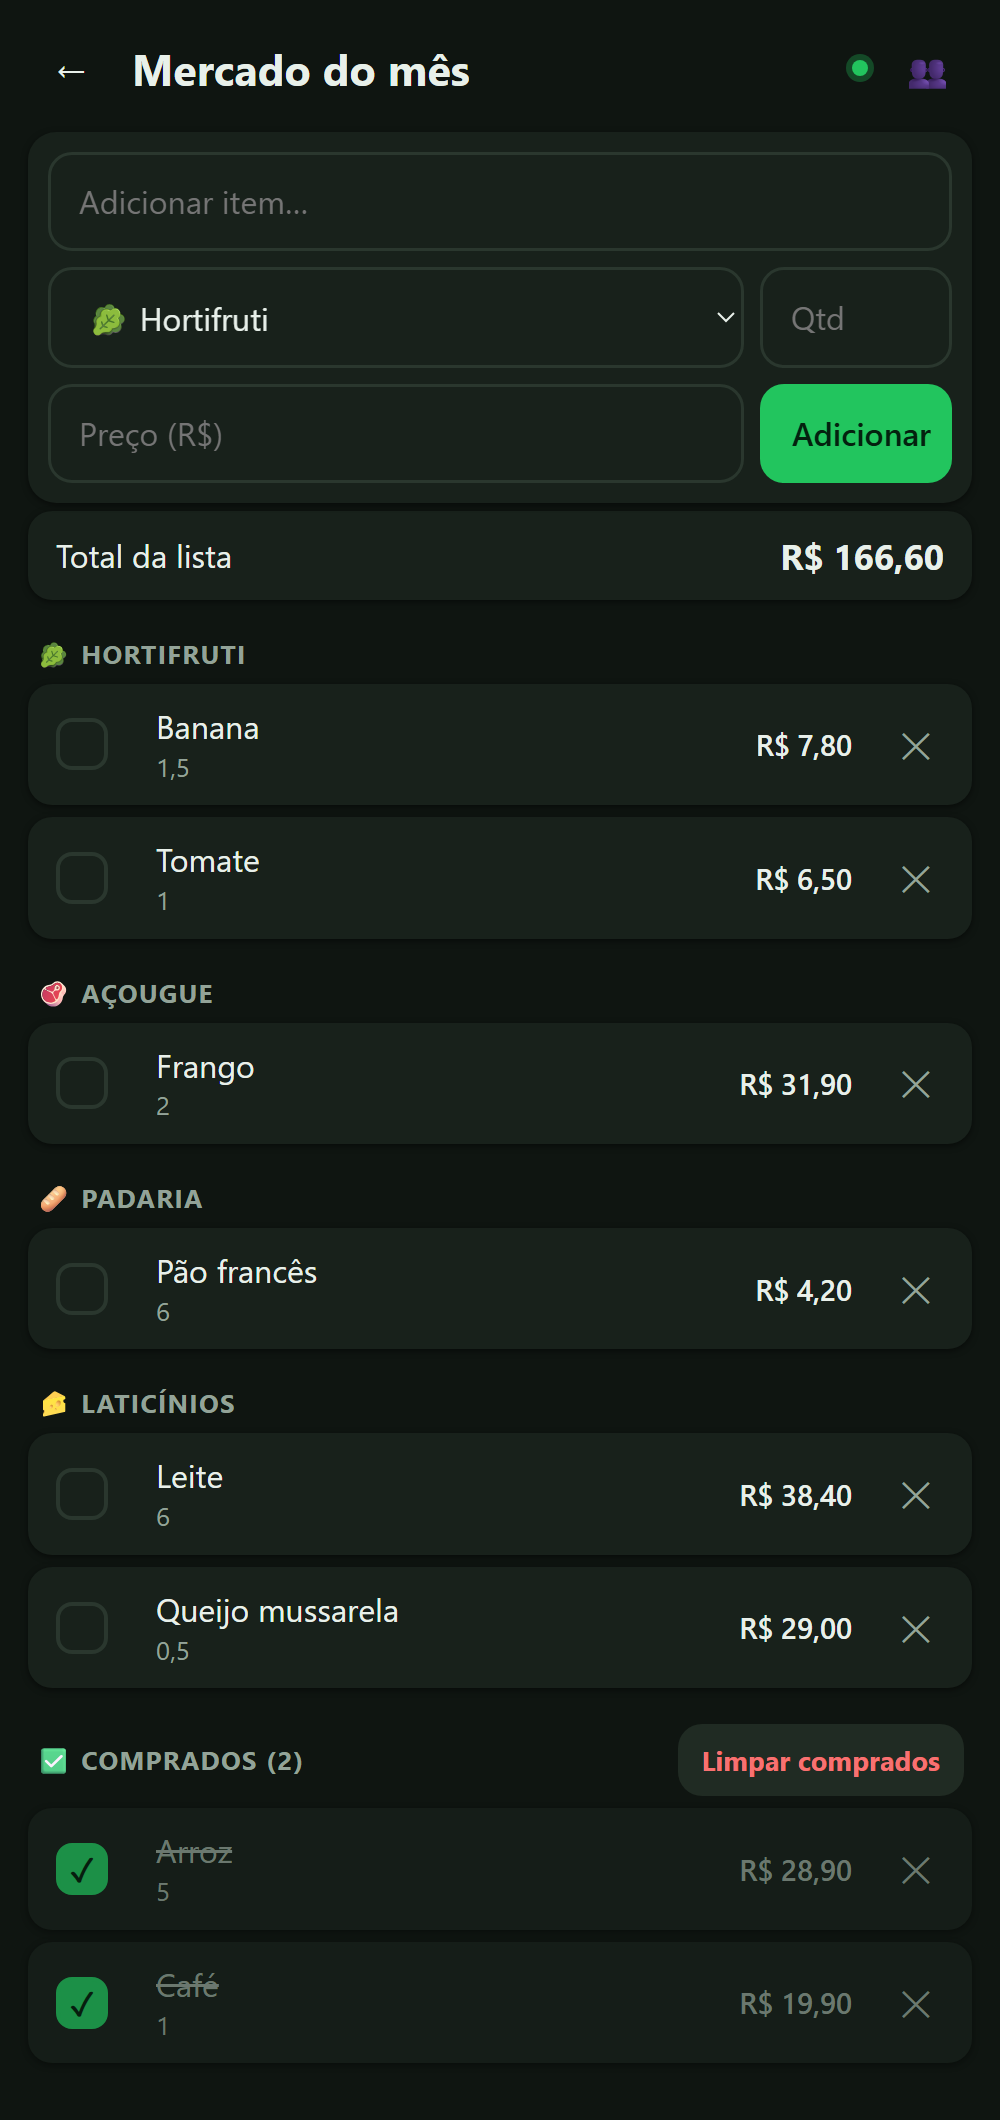 ← Mercado do mês
Adicionar item...
Hortifruti
Qtd
Preço (R$)
Adicionar
Total da lista
R$ 166,60
HORTIFRUTI
Banana
1,5
R$ 7,80
Tomate
1
R$ 6,50
AÇOUGUE
Frango
2
R$ 31,90
PADARIA
Pão francês
6
R$ 4,20
LATICÍNIOS
Leite
6
R$ 38,40
Queijo mussarela
0,5
R$ 29,00
COMPRADOS (2)
Limpar comprados
Arroz
5
R$ 28,90
Café
1
R$ 19,90